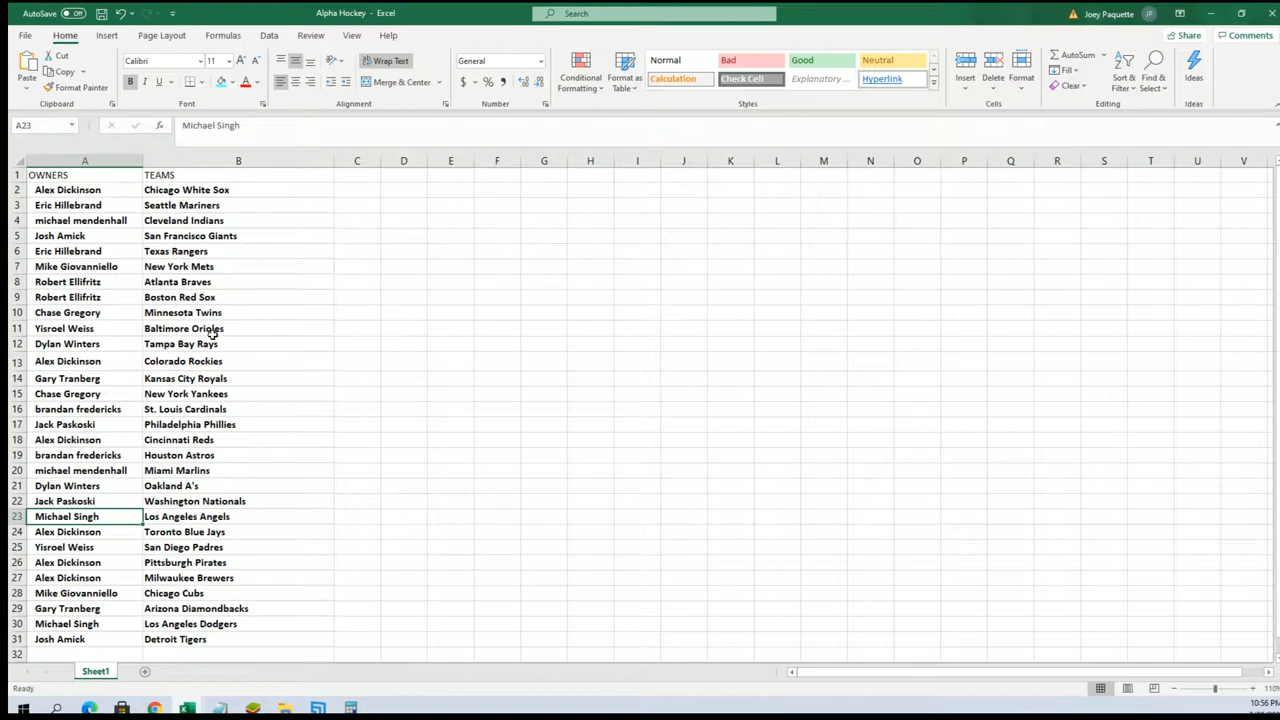 AutoSave Off Alpha Hockey - Excel Search Joey Paquette JP
File Home Insert Page Layout Formulas Data Review View Help Share Comments
Paste Cut Copy Format Painter Clipboard
Calibri 11 B I U Font
Wrap Text Merge & Center Alignment
General $ % Number
Conditional Formatting Format as Table
Normal Bad Good Neutral
Calculation Check Cell Explanatory ... Hyperlink
Styles
Insert Delete Format Cells
AutoSum Fill Clear Sort & Filter Find & Select Editing
Ideas Ideas
A23 fx Michael Singh
A B C D E F G H I J K L M N O P Q R S T U V
1 OWNERS TEAMS
2 Alex Dickinson Chicago White Sox
3 Eric Hillebrand Seattle Mariners
4 michael mendenhall Cleveland Indians
5 Josh Amick San Francisco Giants
6 Eric Hillebrand Texas Rangers
7 Mike Giovanniello New York Mets
8 Robert Ellifritz Atlanta Braves
9 Robert Ellifritz Boston Red Sox
10 Chase Gregory Minnesota Twins
11 Yisroel Weiss Baltimore Orioles
12 Dylan Winters Tampa Bay Rays
13 Alex Dickinson Colorado Rockies
14 Gary Tranberg Kansas City Royals
15 Chase Gregory New York Yankees
16 brandan fredericks St. Louis Cardinals
17 Jack Paskoski Philadelphia Phillies
18 Alex Dickinson Cincinnati Reds
19 brandan fredericks Houston Astros
20 michael mendenhall Miami Marlins
21 Dylan Winters Oakland A's
22 Jack Paskoski Washington Nationals
23 Michael Singh Los Angeles Angels
24 Alex Dickinson Toronto Blue Jays
25 Yisroel Weiss San Diego Padres
26 Alex Dickinson Pittsburgh Pirates
27 Alex Dickinson Milwaukee Brewers
28 Mike Giovanniello Chicago Cubs
29 Gary Tranberg Arizona Diamondbacks
30 Michael Singh Los Angeles Dodgers
31 Josh Amick Detroit Tigers
32
Sheet1
Ready 110%
10:56 PM